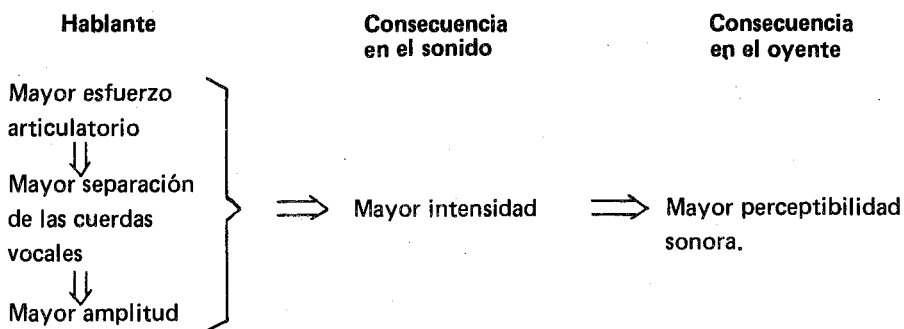 Hablante
Consecuencia
en el sonido
Consecuencia
en el oyente
Mayor esfuerzo
articulatorio
Mayor separación
de las cuerdas
vocales
Mayor amplitud
Mayor intensidad
Mayor perceptibilidad
sonora.